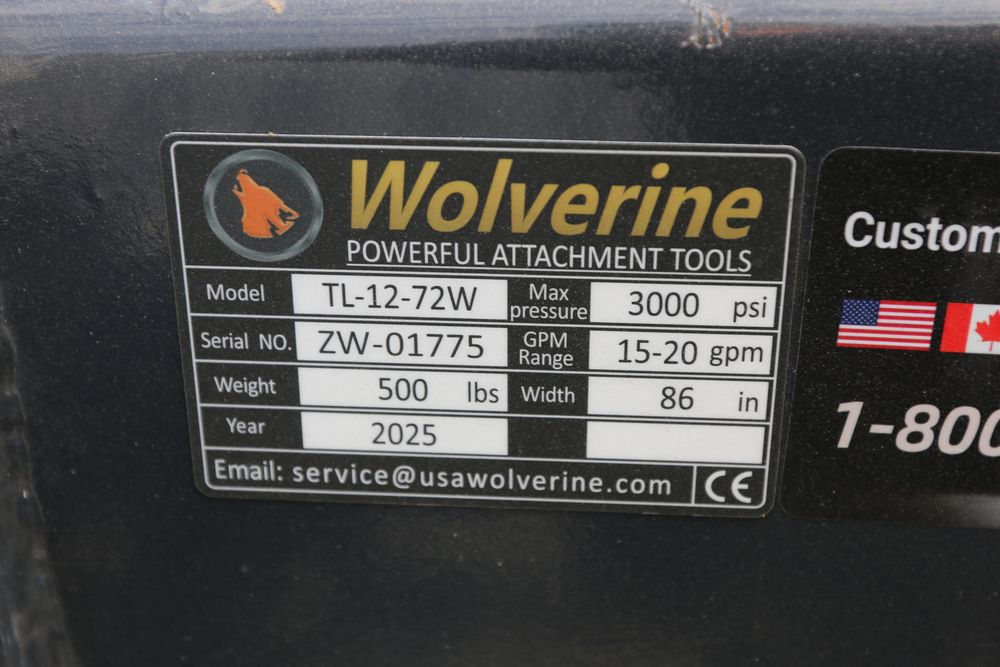 Wolverine
POWERFUL ATTACHMENT TOOLS
Model TL-12-72W Max pressure 3000 psi
Serial NO. ZW-01775 GPM Range 15-20 gpm
Weight 500 lbs Width 86 in
Year 2025
Email: service@usawolverine.com CE
Custom
1-800